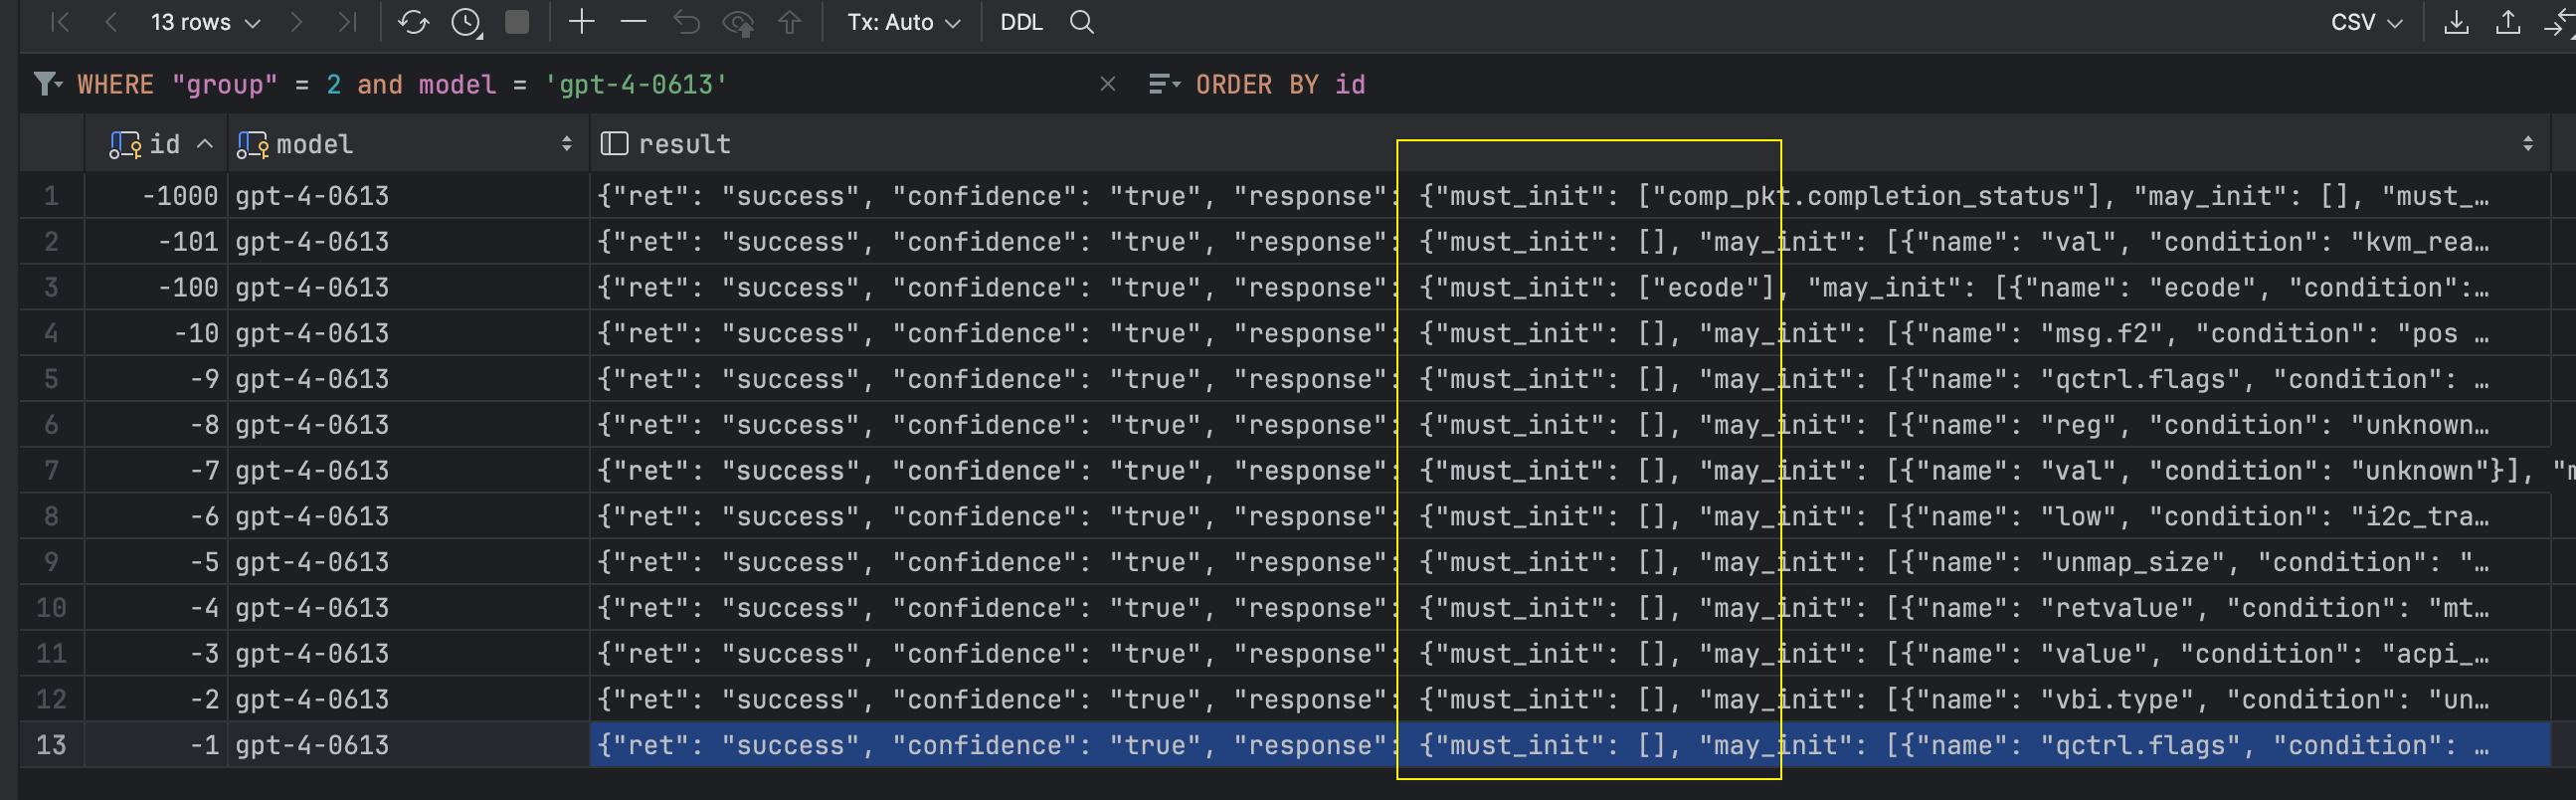 13 rows Tx: Auto DDL CSV
WHERE "group" = 2 and model = 'gpt-4-0613' ORDER BY id
id model result
1 -1000 gpt-4-0613 {"ret": "success", "confidence": "true", "response": {"must_init": ["comp_pkt.completion_status"], "may_init": [], "must_…
2 -101 gpt-4-0613 {"ret": "success", "confidence": "true", "response": {"must_init": [], "may_init": [{"name": "val", "condition": "kvm_rea…
3 -100 gpt-4-0613 {"ret": "success", "confidence": "true", "response": {"must_init": ["ecode"], "may_init": [{"name": "ecode", "condition":…
4 -10 gpt-4-0613 {"ret": "success", "confidence": "true", "response": {"must_init": [], "may_init": [{"name": "msg.f2", "condition": "pos …
5 -9 gpt-4-0613 {"ret": "success", "confidence": "true", "response": {"must_init": [], "may_init": [{"name": "qctrl.flags", "condition": …
6 -8 gpt-4-0613 {"ret": "success", "confidence": "true", "response": {"must_init": [], "may_init": [{"name": "reg", "condition": "unknown…
7 -7 gpt-4-0613 {"ret": "success", "confidence": "true", "response": {"must_init": [], "may_init": [{"name": "val", "condition": "unknown"}], "m
8 -6 gpt-4-0613 {"ret": "success", "confidence": "true", "response": {"must_init": [], "may_init": [{"name": "low", "condition": "i2c_tra…
9 -5 gpt-4-0613 {"ret": "success", "confidence": "true", "response": {"must_init": [], "may_init": [{"name": "unmap_size", "condition": "…
10 -4 gpt-4-0613 {"ret": "success", "confidence": "true", "response": {"must_init": [], "may_init": [{"name": "retvalue", "condition": "mt…
11 -3 gpt-4-0613 {"ret": "success", "confidence": "true", "response": {"must_init": [], "may_init": [{"name": "value", "condition": "acpi_…
12 -2 gpt-4-0613 {"ret": "success", "confidence": "true", "response": {"must_init": [], "may_init": [{"name": "vbi.type", "condition": "un…
13 -1 gpt-4-0613 {"ret": "success", "confidence": "true", "response": {"must_init": [], "may_init": [{"name": "qctrl.flags", "condition": …